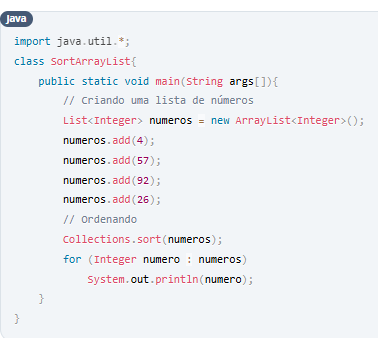 java
import java.util.*;
class SortArrayList{
    public static void main(String args[]){
        // Criando uma lista de números
        List<Integer> numeros = new ArrayList<Integer>();
        numeros.add(4);
        numeros.add(57);
        numeros.add(92);
        numeros.add(26);
        // Ordenando
        Collections.sort(numeros);
        for (Integer numero : numeros)
            System.out.println(numero);
    }
}